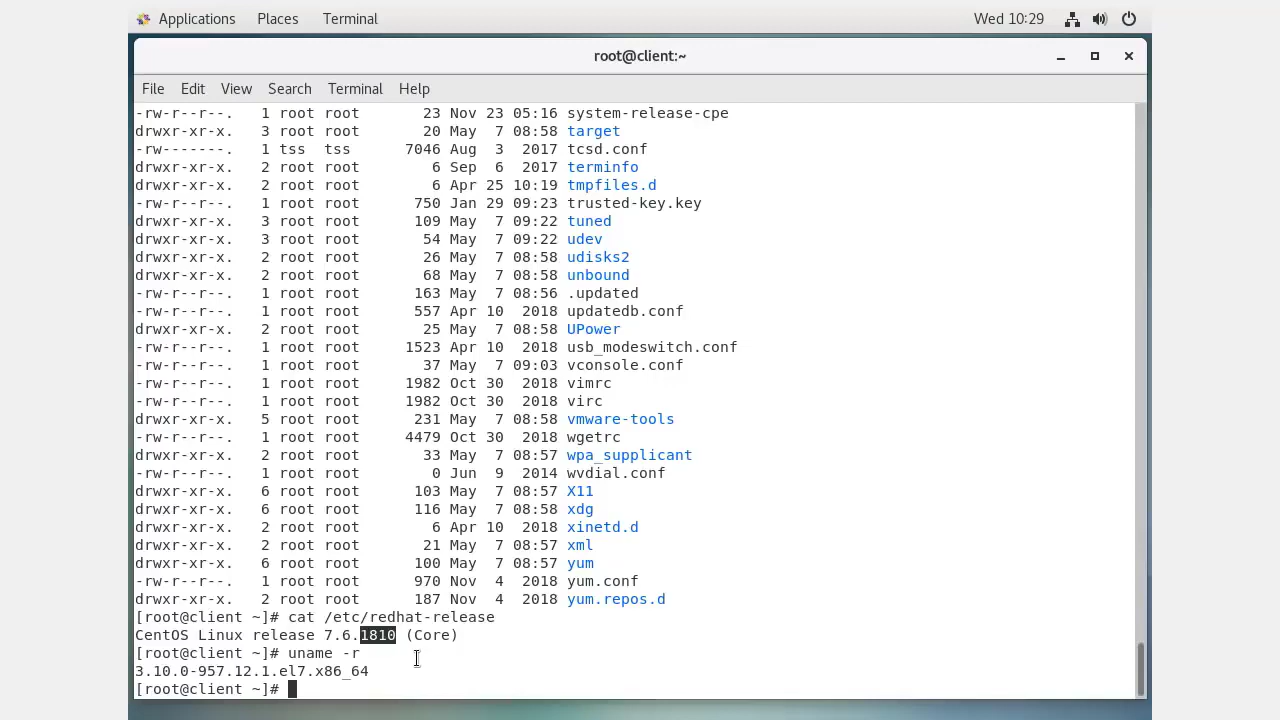 Applications Places Terminal Wed 10:29
root@client:~
File Edit View Search Terminal Help
-rw-r--r--. 1 root root 23 Nov 23 05:16 system-release-cpe
drwxr-xr-x. 3 root root 20 May 7 08:58 target
-rw-------. 1 tss tss 7046 Aug 3 2017 tcsd.conf
drwxr-xr-x. 2 root root 6 Sep 6 2017 terminfo
drwxr-xr-x. 2 root root 6 Apr 25 10:19 tmpfiles.d
-rw-r--r--. 1 root root 750 Jan 29 09:23 trusted-key.key
drwxr-xr-x. 3 root root 109 May 7 09:22 tuned
drwxr-xr-x. 3 root root 54 May 7 09:22 udev
drwxr-xr-x. 2 root root 26 May 7 08:58 udisks2
drwxr-xr-x. 2 root root 68 May 7 08:58 unbound
-rw-r--r--. 1 root root 163 May 7 08:56 .updated
-rw-r--r--. 1 root root 557 Apr 10 2018 updatedb.conf
drwxr-xr-x. 2 root root 25 May 7 08:58 UPower
-rw-r--r--. 1 root root 1523 Apr 10 2018 usb_modeswitch.conf
-rw-r--r--. 1 root root 37 May 7 09:03 vconsole.conf
-rw-r--r--. 1 root root 1982 Oct 30 2018 vimrc
-rw-r--r--. 1 root root 1982 Oct 30 2018 virc
drwxr-xr-x. 5 root root 231 May 7 08:58 vmware-tools
-rw-r--r--. 1 root root 4479 Oct 30 2018 wgetrc
drwxr-xr-x. 2 root root 33 May 7 08:57 wpa_supplicant
-rw-r--r--. 1 root root 0 Jun 9 2014 wvdial.conf
drwxr-xr-x. 6 root root 103 May 7 08:57 X11
drwxr-xr-x. 6 root root 116 May 7 08:58 xdg
drwxr-xr-x. 2 root root 6 Apr 10 2018 xinetd.d
drwxr-xr-x. 2 root root 21 May 7 08:57 xml
drwxr-xr-x. 6 root root 100 May 7 08:57 yum
-rw-r--r--. 1 root root 970 Nov 4 2018 yum.conf
drwxr-xr-x. 2 root root 187 Nov 4 2018 yum.repos.d
[root@client ~]# cat /etc/redhat-release
CentOS Linux release 7.6.1810 (Core)
[root@client ~]# uname -r
3.10.0-957.12.1.el7.x86_64
[root@client ~]#